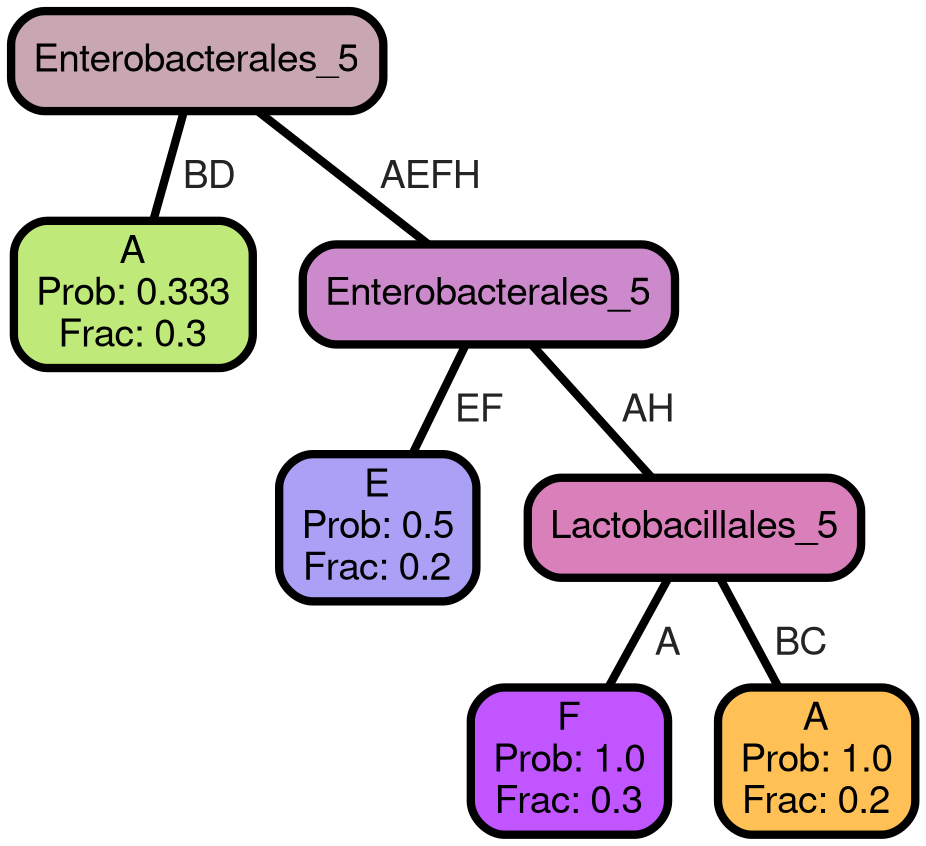 Enterobacterales_5
BD
AEFH
A
Prob: 0.333
Frac: 0.3
Enterobacterales_5
EF
AH
E
Prob: 0.5
Frac: 0.2
Lactobacillales_5
A
BC
F
Prob: 1.0
Frac: 0.3
A
Prob: 1.0
Frac: 0.2